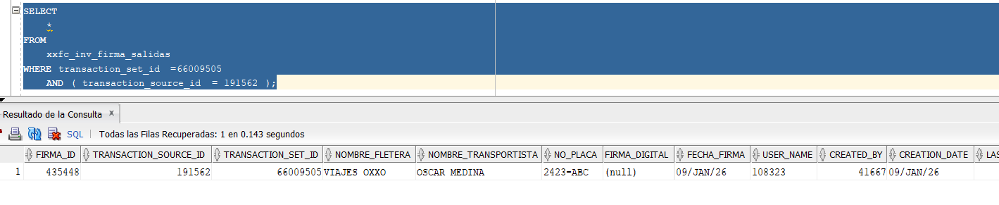 SELECT
*
FROM
xxfc_inv_firma_salidas
WHERE transaction_set_id =66009505
AND ( transaction_source_id = 191562 );
Resultado de la Consulta x
SQL | Todas las Filas Recuperadas: 1 en 0.143 segundos
FIRMA_ID TRANSACTION_SOURCE_ID TRANSACTION_SET_ID NOMBRE_FLETERA NOMBRE_TRANSPORTISTA NO_PLACA FIRMA_DIGITAL FECHA_FIRMA USER_NAME CREATED_BY CREATION_DATE LAS
1 435448 191562 66009505 VIAJES OXXO OSCAR MEDINA 2423-ABC (null) 09/JAN/26 108323 41667 09/JAN/26